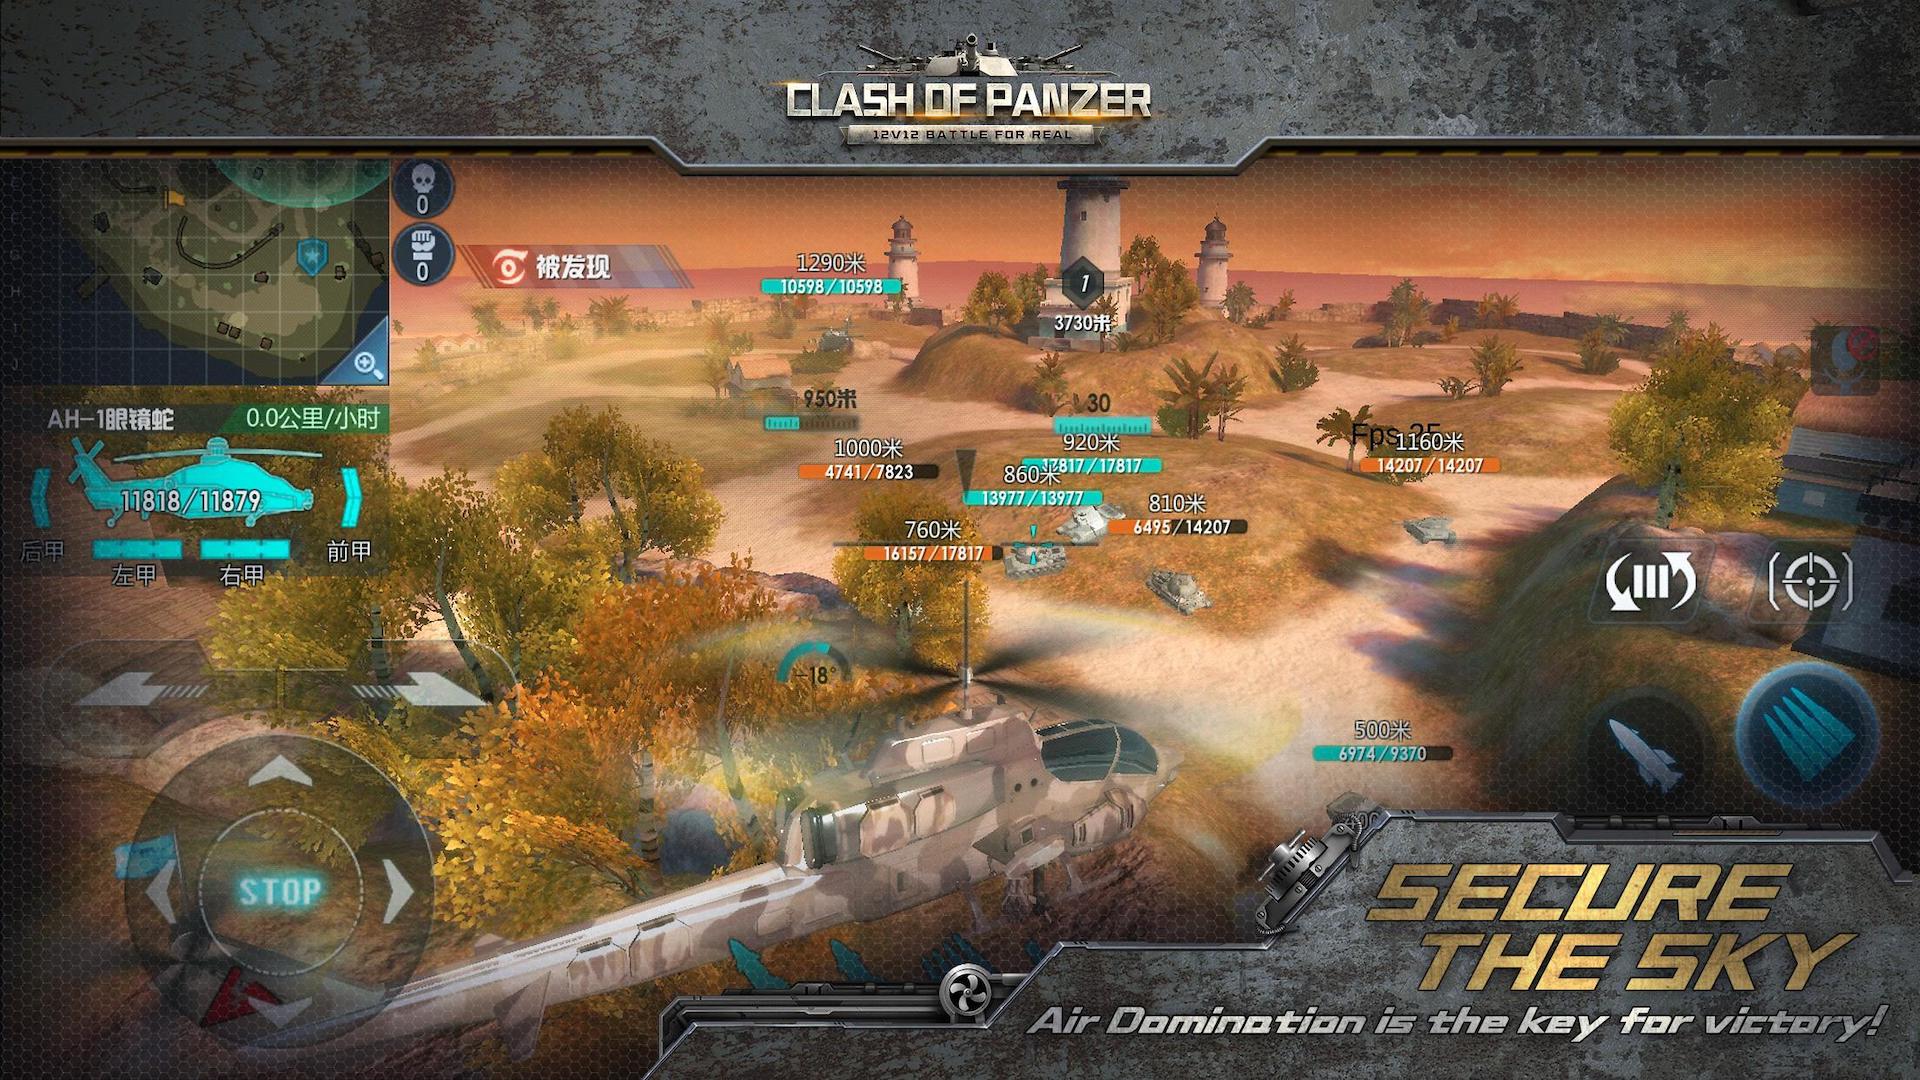 CLASH OF PANZER
12V12 BATTLE FOR REAL
0
0
被发现
1290米
10598/10598
1
3730米
AH-1眼镜蛇
0.0公里/小时
11818/11879
后甲
前甲
左甲
右甲
950米
30
1000米
4741/7823
920米
17817/17817
860米
13977/13977
1160米
14207/14207
810米
6495/14207
760米
16157/17817
-18°
500米
6974/9370
STOP
SECURE
THE SKY
Air Domination is the key for victory!